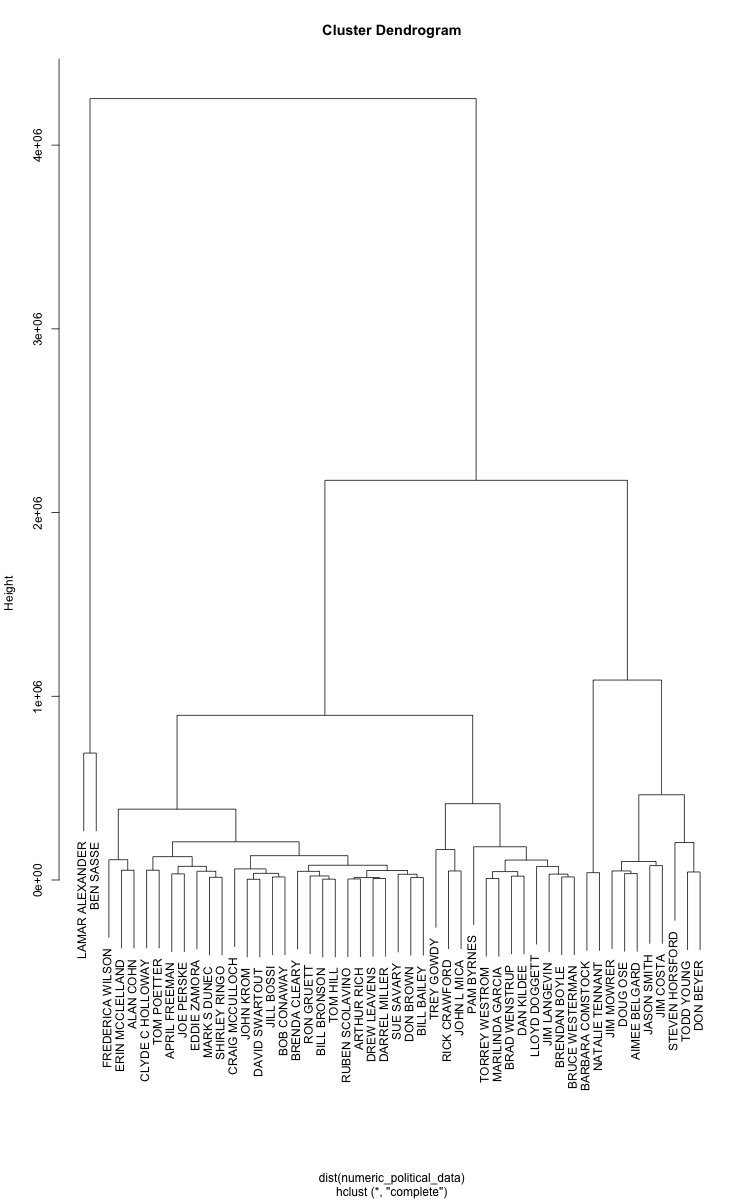 Cluster Dendrogram
4e+06
3e+06
2e+06
1e+06
0e+00
Height
LAMAR ALEXANDER
BEN SASSE
FREDERICA WILSON
ERIN MCCLELLAND
ALAN COHN
CLYDE C HOLLOWAY
TOM POETTER
APRIL FREEMAN
JOE PERSKE
EDDIE ZAMORA
MARK S DUNEC
SHIRLEY RINGO
CRAIG MCCULLOCH
JOHN KROM
DAVID SWARTOUT
JILL BOSSI
BOB CONAWAY
BRENDA CLEARY
RON GRUETT
BILL BRONSON
TOM HILL
RUBEN SCOLAVINO
ARTHUR RICH
DREW LEAVENS
DARREL MILLER
SUE SAVARY
DON BROWN
BILL BAILEY
TREY GOWDY
RICK CRAWFORD
JOHN L MICA
PAM BYRNES
TORREY WESTROM
MARILINDA GARCIA
BRAD WENSTRUP
DAN KILDEE
LLOYD DOGGETT
JIM LANGEVIN
BRENDAN BOYLE
BRUCE WESTERMAN
BARBARA COMSTOCK
NATALIE TENNANT
JIM MOWRER
DOUG OSE
AIMEE BELGARD
JASON SMITH
JIM COSTA
STEVEN HORSFORD
TODD YOUNG
DON BEYER
dist(numeric_political_data)
hclust (*, "complete")